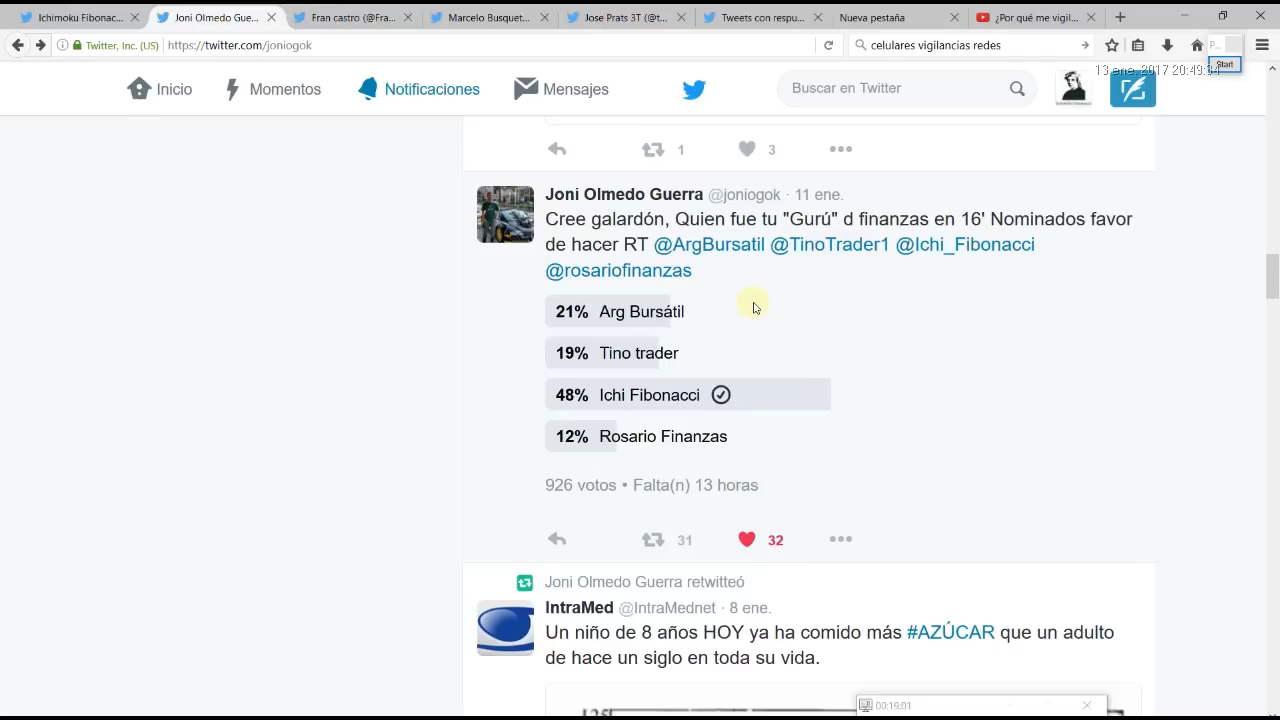 Ichimoku Fibonac...
Joni Olmedo Guerr...
Fran castro (@Fra...
Marcelo Busquet...
Jose Prats 3T (@t...
Tweets con respu...
Nueva pestaña
¿Por qué me vigil...
Twitter, Inc. (US)
https://twitter.com/joniogok
celulares vigilancias redes
P...
Start
13 ene. 2017 20:49:34
Inicio
Momentos
Notificaciones
Mensajes
Buscar en Twitter
1
3
Joni Olmedo Guerra @joniogok · 11 ene.
Cree galardón, Quien fue tu "Gurú" d finanzas en 16' Nominados favor
de hacer RT @ArgBursatil @TinoTrader1 @Ichi_Fibonacci
@rosariofinanzas
21% Arg Bursátil
19% Tino trader
48% Ichi Fibonacci
12% Rosario Finanzas
926 votos • Falta(n) 13 horas
31
32
Joni Olmedo Guerra retwitteó
IntraMed @IntraMednet · 8 ene.
Un niño de 8 años HOY ya ha comido más #AZÚCAR que un adulto
de hace un siglo en toda su vida.
00:19:01